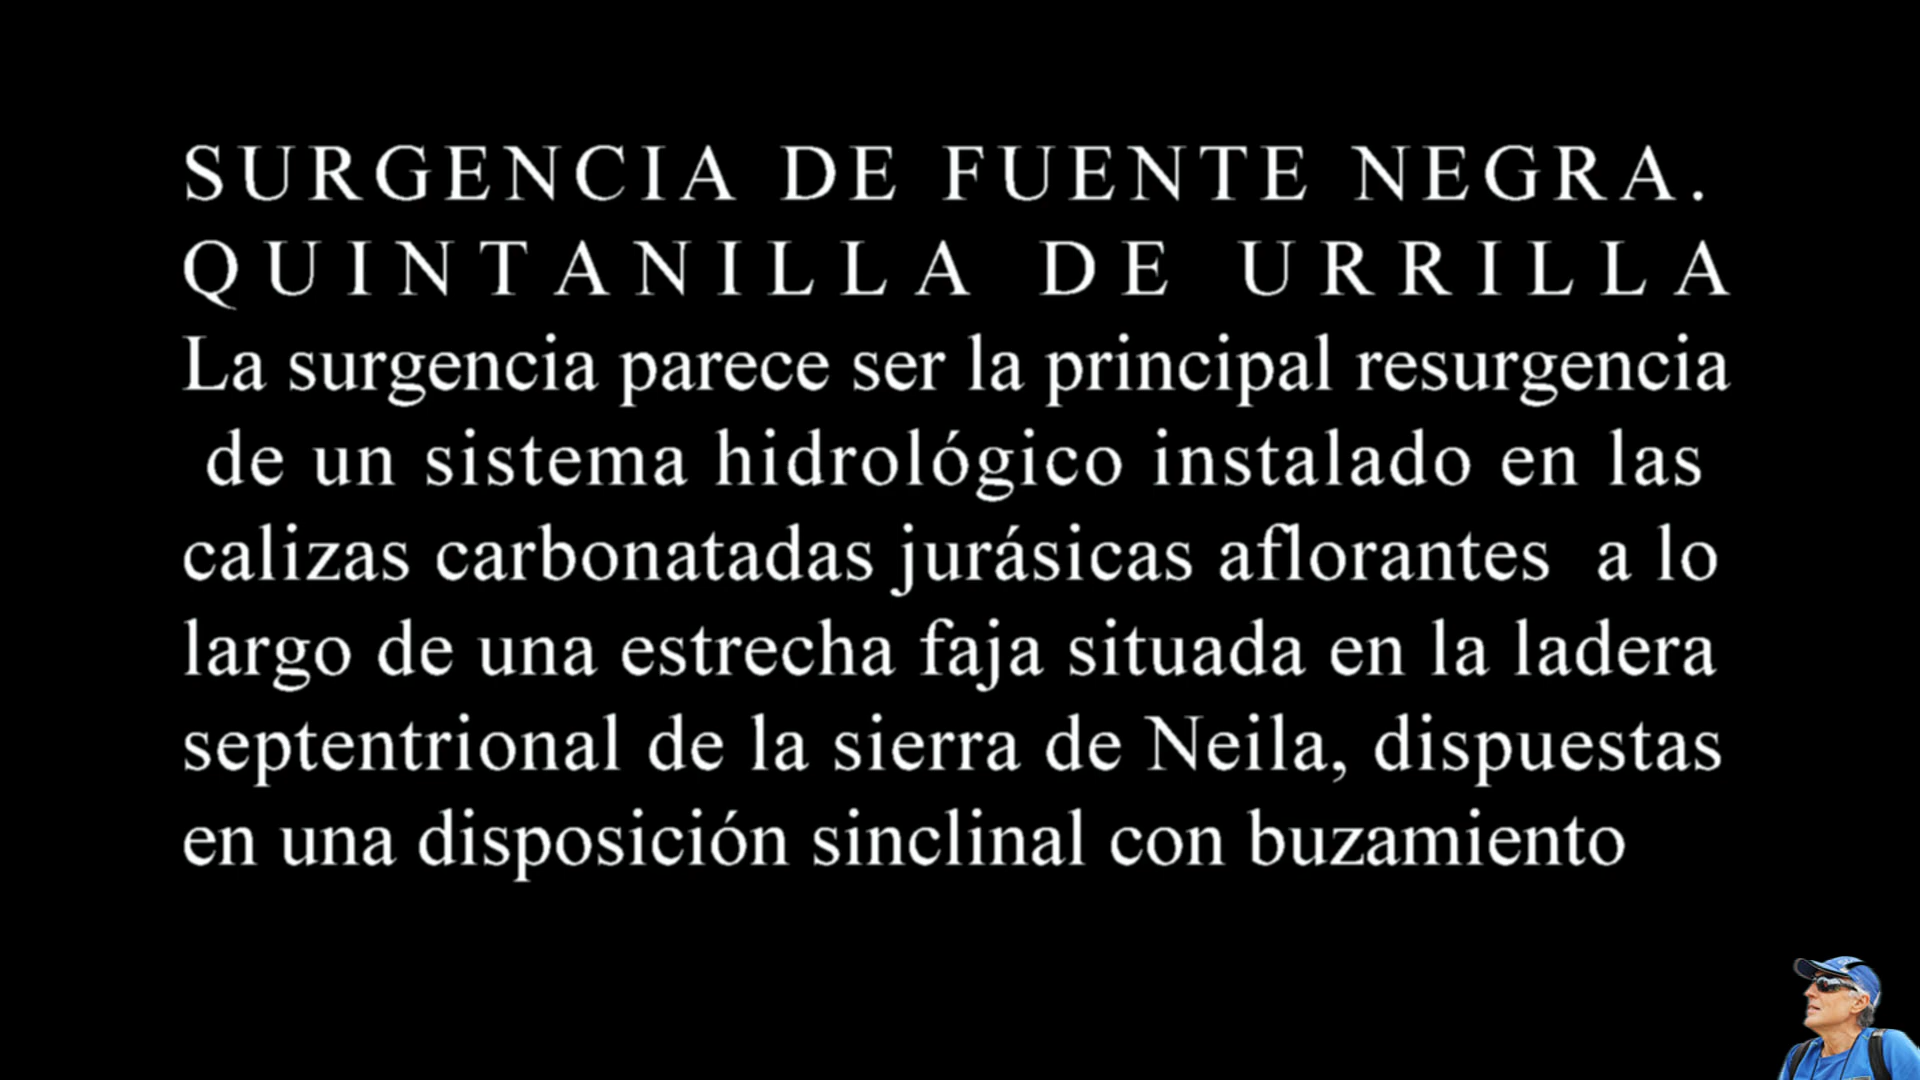 SURGENCIA DE FUENTE NEGRA.
QUINTANILLA DE URRILLA
La surgencia parece ser la principal resurgencia
de un sistema hidrológico instalado en las
calizas carbonatadas jurásicas aflorantes a lo
largo de una estrecha faja situada en la ladera
septentrional de la sierra de Neila, dispuestas
en una disposición sinclinal con buzamiento